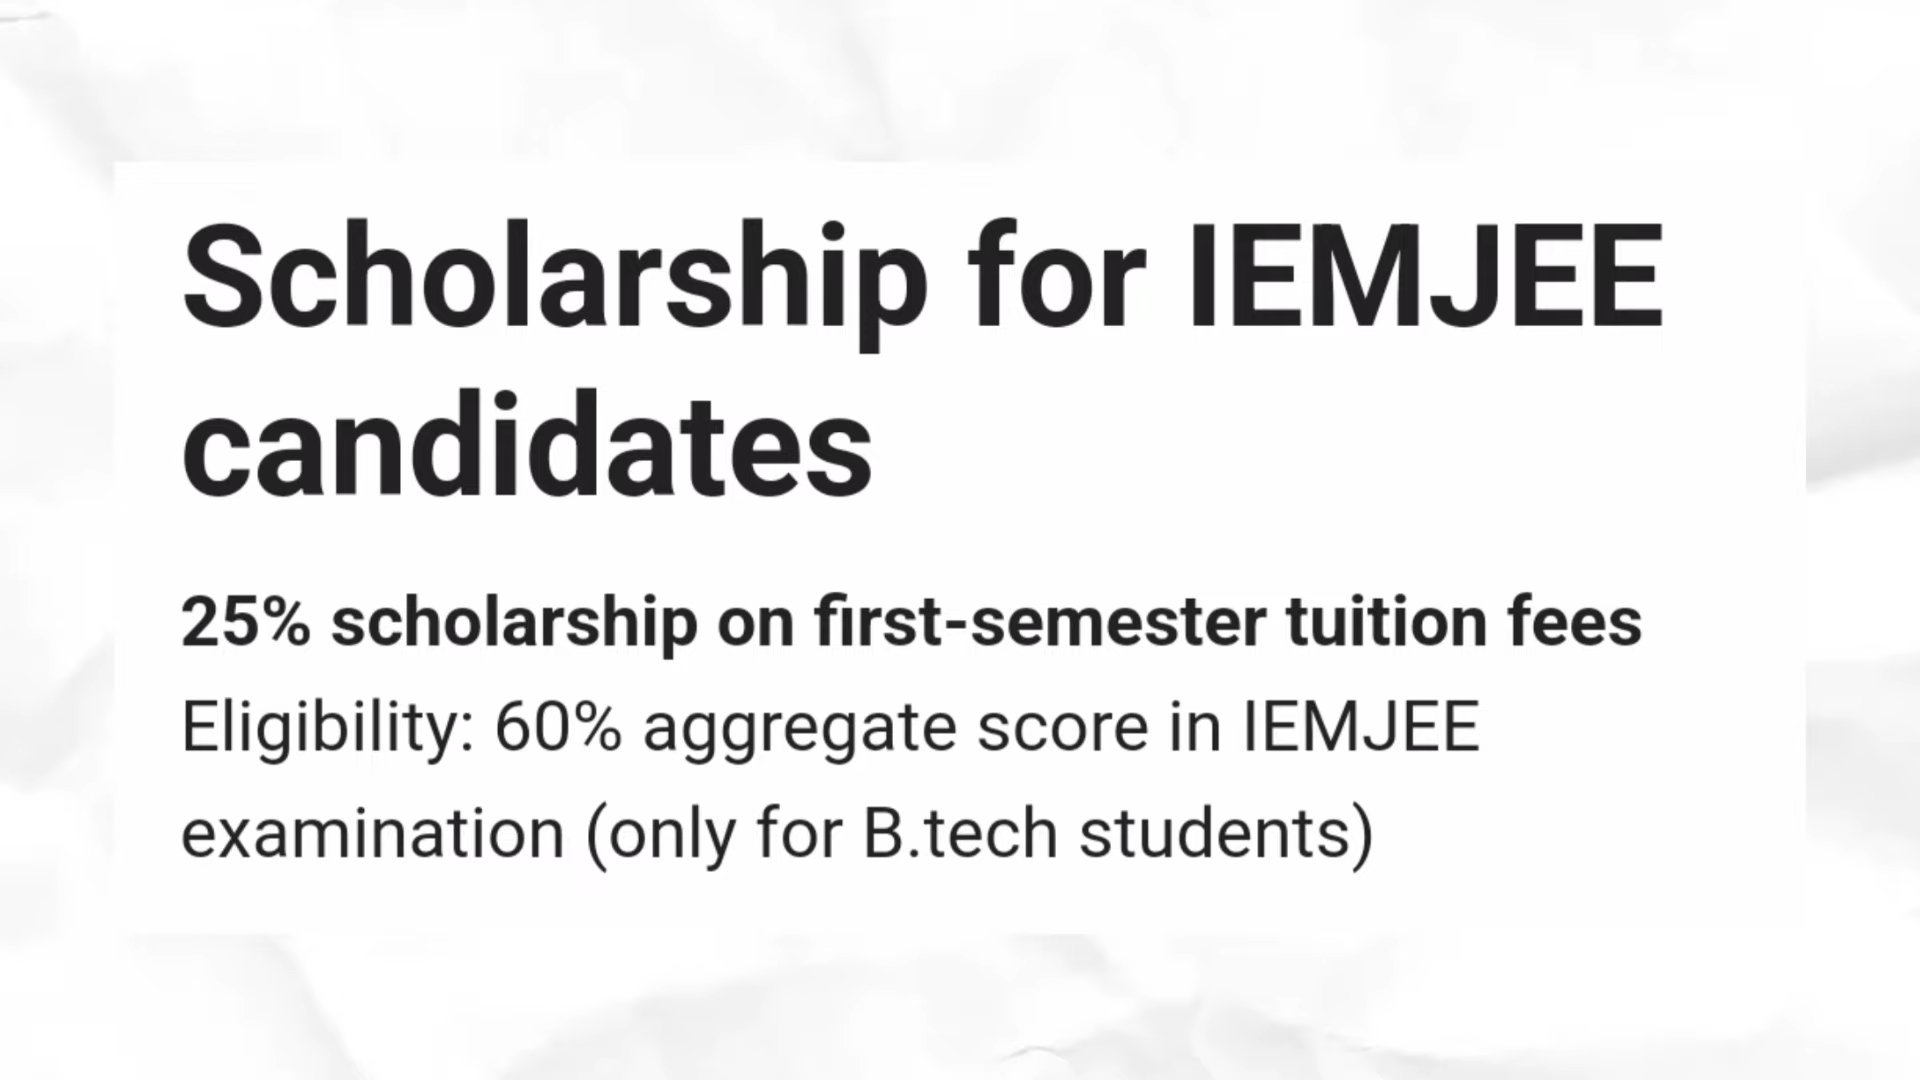 Scholarship for IEMJEE
candidates
25% scholarship on first-semester tuition fees
Eligibility: 60% aggregate score in IEMJEE
examination (only for B.tech students)